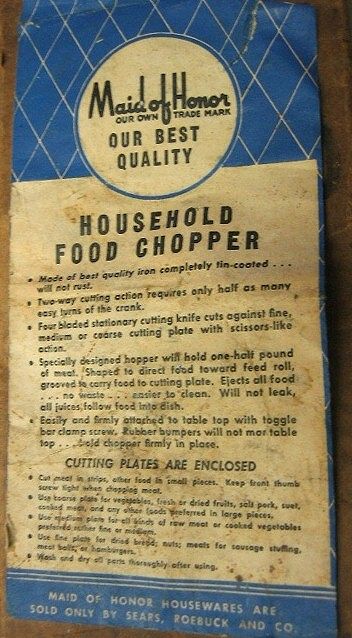 Maid of Honor
OUR OWN TRADE MARK
OUR BEST
QUALITY
HOUSEHOLD
FOOD CHOPPER
• Made of best quality iron completely tin-coated ...
will not rust.
• Two-way cutting action requires only half as many
easy turns of the crank.
• Four bladed stationary cutting knife cuts against fine,
medium or coarse cutting plate with scissors-like
action.
• Specially designed hopper will hold one-half pound
of meat. Shaped to direct food toward feed roll,
grooved to carry food to cutting plate. Ejects all food
... no waste ... easier to clean. Will not leak,
all juices follow food into dish.
• Easily and firmly attached to table top with toggle
bar clamp screw. Rubber bumpers will not mar table
top ... hold chopper firmly in place.
CUTTING PLATES ARE ENCLOSED
• Cut meat in strips, other food in small pieces. Keep front thumb
screw tight when chopping meat.
• Use coarse plate for vegetables, fresh or dried fruits, salt pork, suet,
cooked meat, and any other foods preferred in large pieces.
• Use medium plate for all kinds of raw meat or cooked vegetables
preferred rather fine or medium.
• Use fine plate for dried bread; nuts; meats for sausage stuffing,
meat balls, or hamburgers.
• Wash and dry all parts thoroughly after using.
MAID OF HONOR HOUSEWARES ARE
SOLD ONLY BY SEARS, ROEBUCK AND CO.